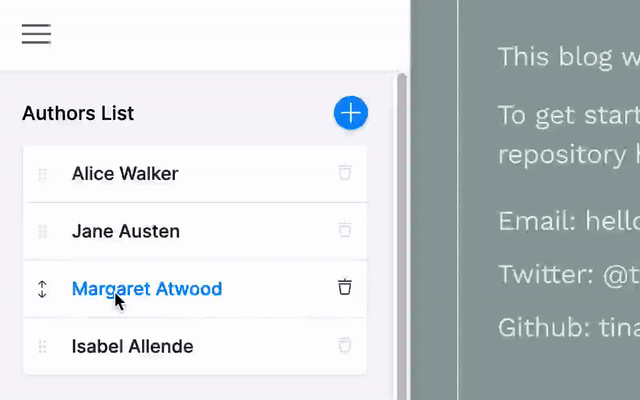 Authors List
Alice Walker
Jane Austen
Margaret Atwood
Isabel Allende
This blog
To get start
repository
Email: hello
Twitter: @t
Github: tina